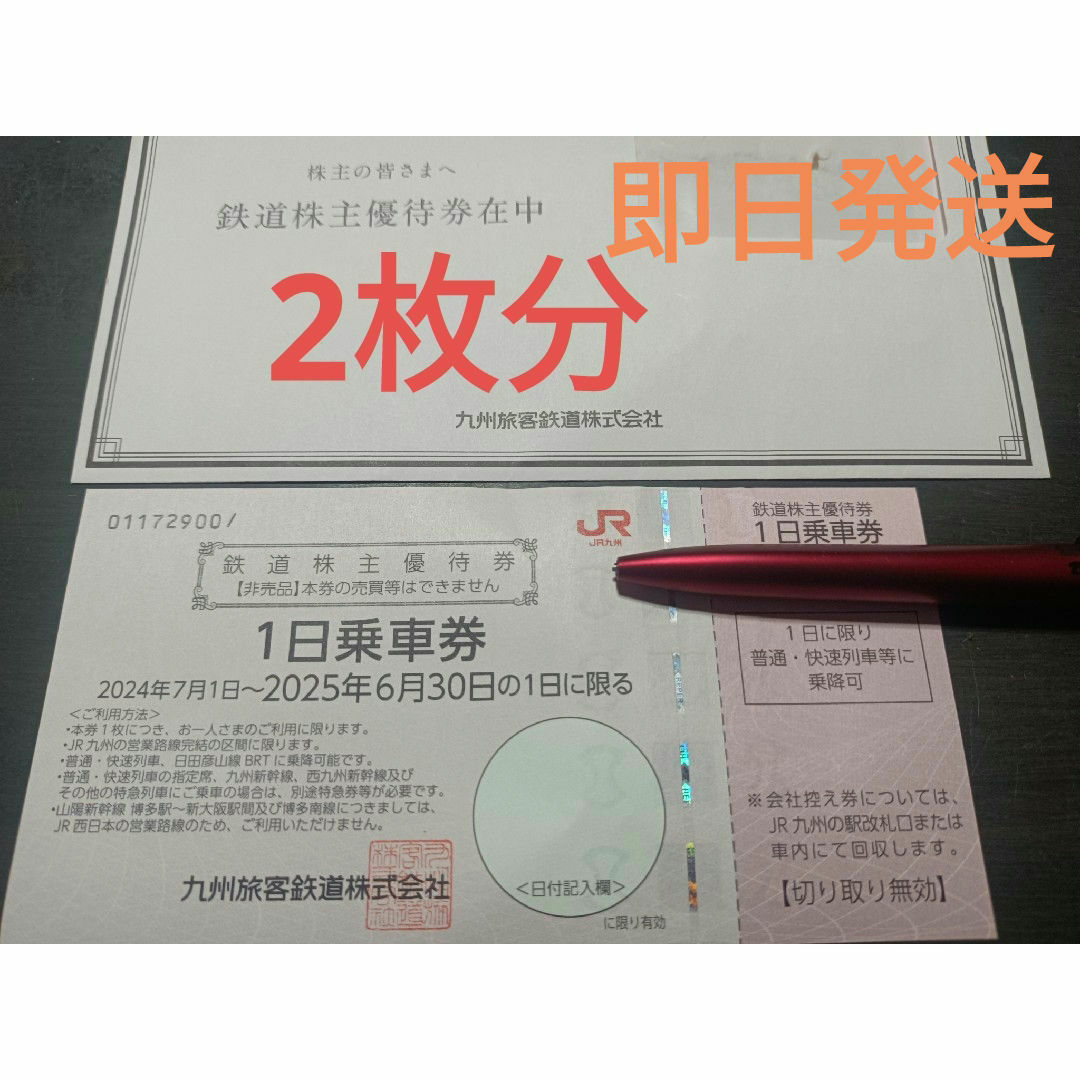 株主の皆さまへ
鉄道株主優待券在中
即日発送
2枚分
九州旅客鉄道株式会社
01172900/
JR
JR九州
鉄道株主優待券
【非売品】本券の売買等はできません
1日乗車券
2024年7月1日～2025年6月30日の1日に限る
＜ご利用方法＞
・本券1枚につき、お一人さまのご利用に限ります。
・JR九州の営業路線完結の区間に限ります。
・普通・快速列車、日田彦山線BRTに乗降可能です。
・普通・快速列車の指定席、九州新幹線、西九州新幹線及び
その他の特急列車にご乗車の場合は、別途特急券等が必要です。
・山陽新幹線 博多駅～新大阪駅間及び博多南線につきましては、
JR西日本の営業路線のため、ご利用いただけません。
九州旅客鉄道株式会社
＜日付記入欄＞
に限り有効
鉄道株主優待券
1日乗車券
1日に限り
普通・快速列車等に
乗降可
※会社控え券については、
JR九州の駅改札口または
車内にて回収します。
【切り取り無効】